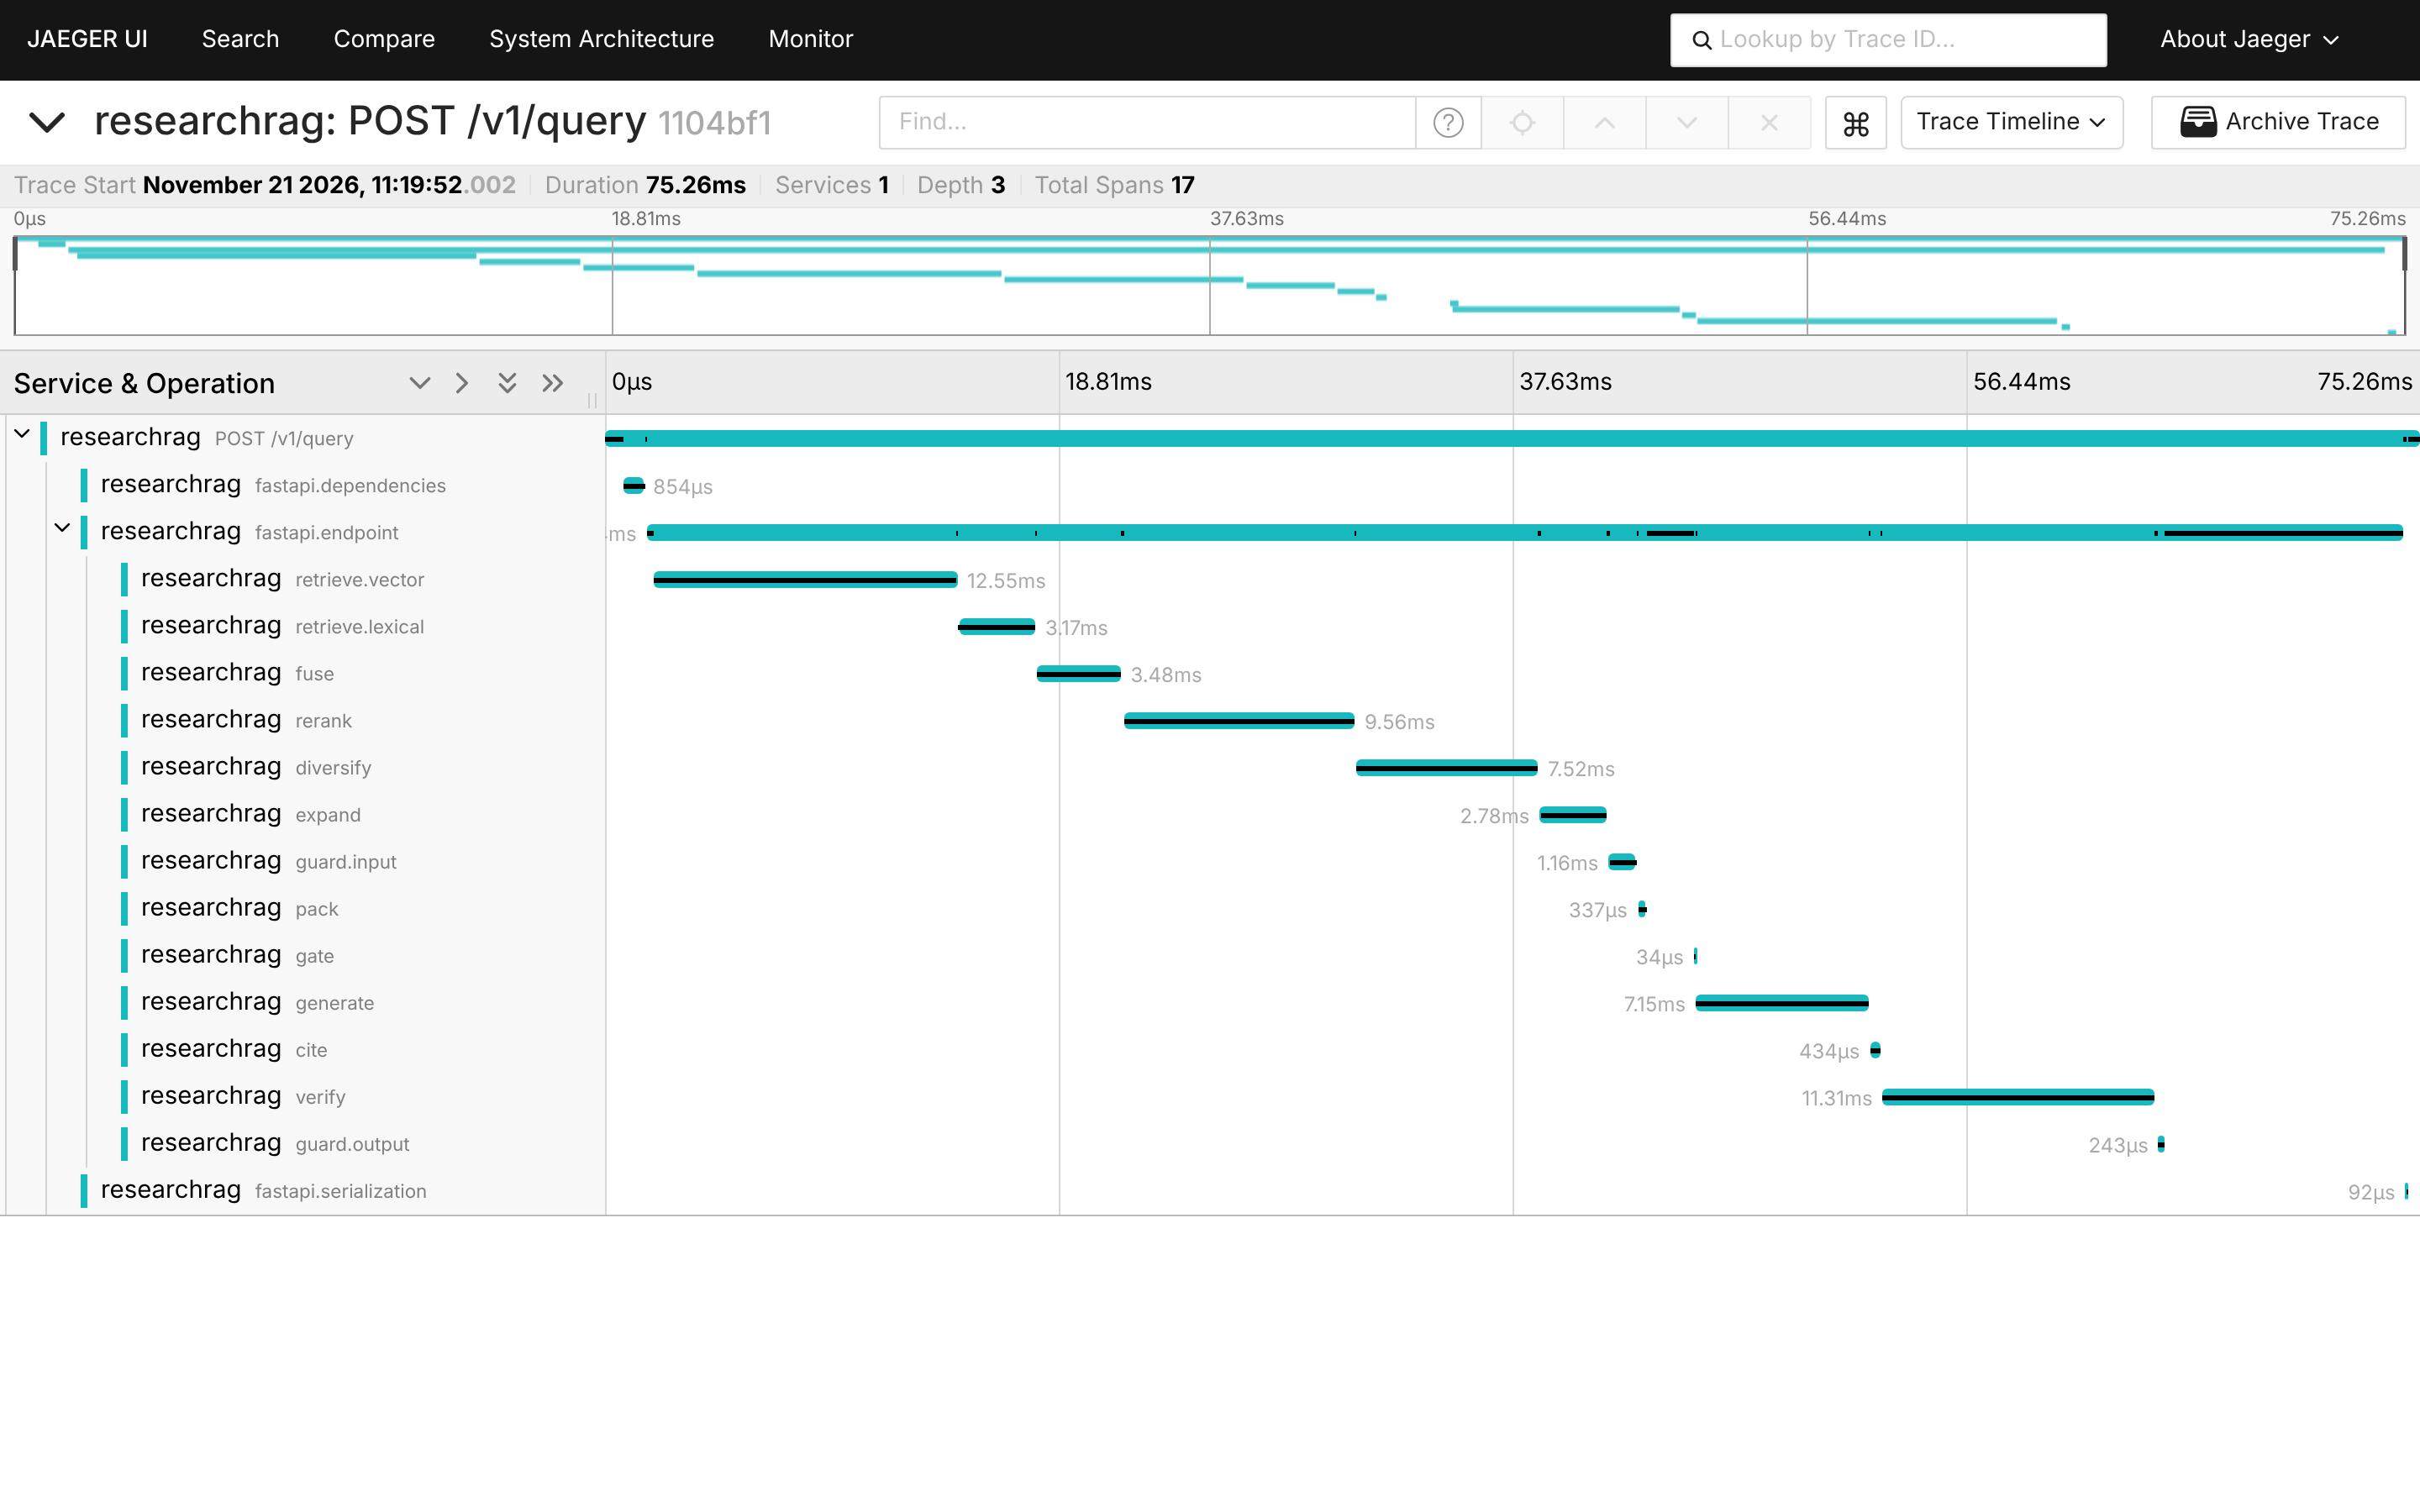 JAEGER UI Search Compare System Architecture Monitor Lookup by Trace ID... About Jaeger
researchrag: POST /v1/query 1104bf1 Find... Trace Timeline Archive Trace
Trace Start November 21 2026, 11:19:52.002 Duration 75.26ms Services 1 Depth 3 Total Spans 17
0μs 18.81ms 37.63ms 56.44ms 75.26ms
Service & Operation 0μs 18.81ms 37.63ms 56.44ms 75.26ms
researchrag POST /v1/query
researchrag fastapi.dependencies 854μs
researchrag fastapi.endpoint ms
researchrag retrieve.vector 12.55ms
researchrag retrieve.lexical 3.17ms
researchrag fuse 3.48ms
researchrag rerank 9.56ms
researchrag diversify 7.52ms
researchrag expand 2.78ms
researchrag guard.input 1.16ms
researchrag pack 337μs
researchrag gate 34μs
researchrag generate 7.15ms
researchrag cite 434μs
researchrag verify 11.31ms
researchrag guard.output 243μs
researchrag fastapi.serialization 92μs